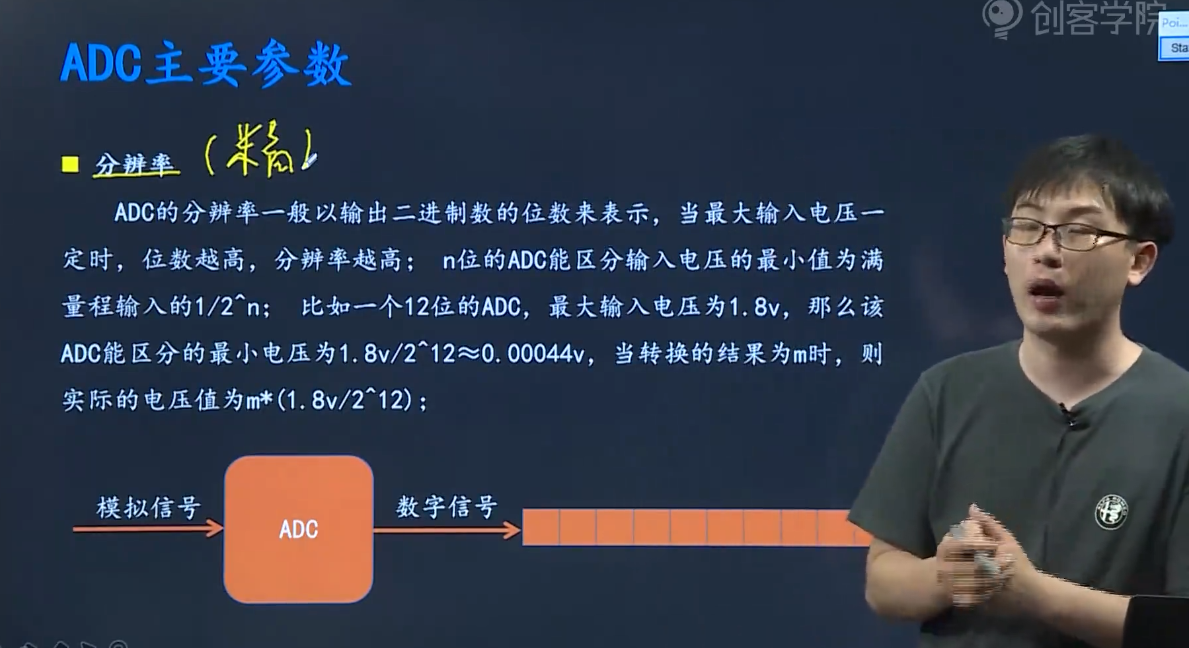 创客学院
Poi...
Sta
ADC主要参数
■ 分辨率 (精)
ADC的分辨率一般以输出二进制数的位数来表示，当最大输入电压一
定时，位数越高，分辨率越高； n位的ADC能区分输入电压的最小值为满
量程输入的1/2^n； 比如一个12位的ADC，最大输入电压为1.8v，那么该
ADC能区分的最小电压为1.8v/2^12≈0.00044v，当转换的结果为m时，则
实际的电压值为m*(1.8v/2^12)；
模拟信号
ADC
数字信号